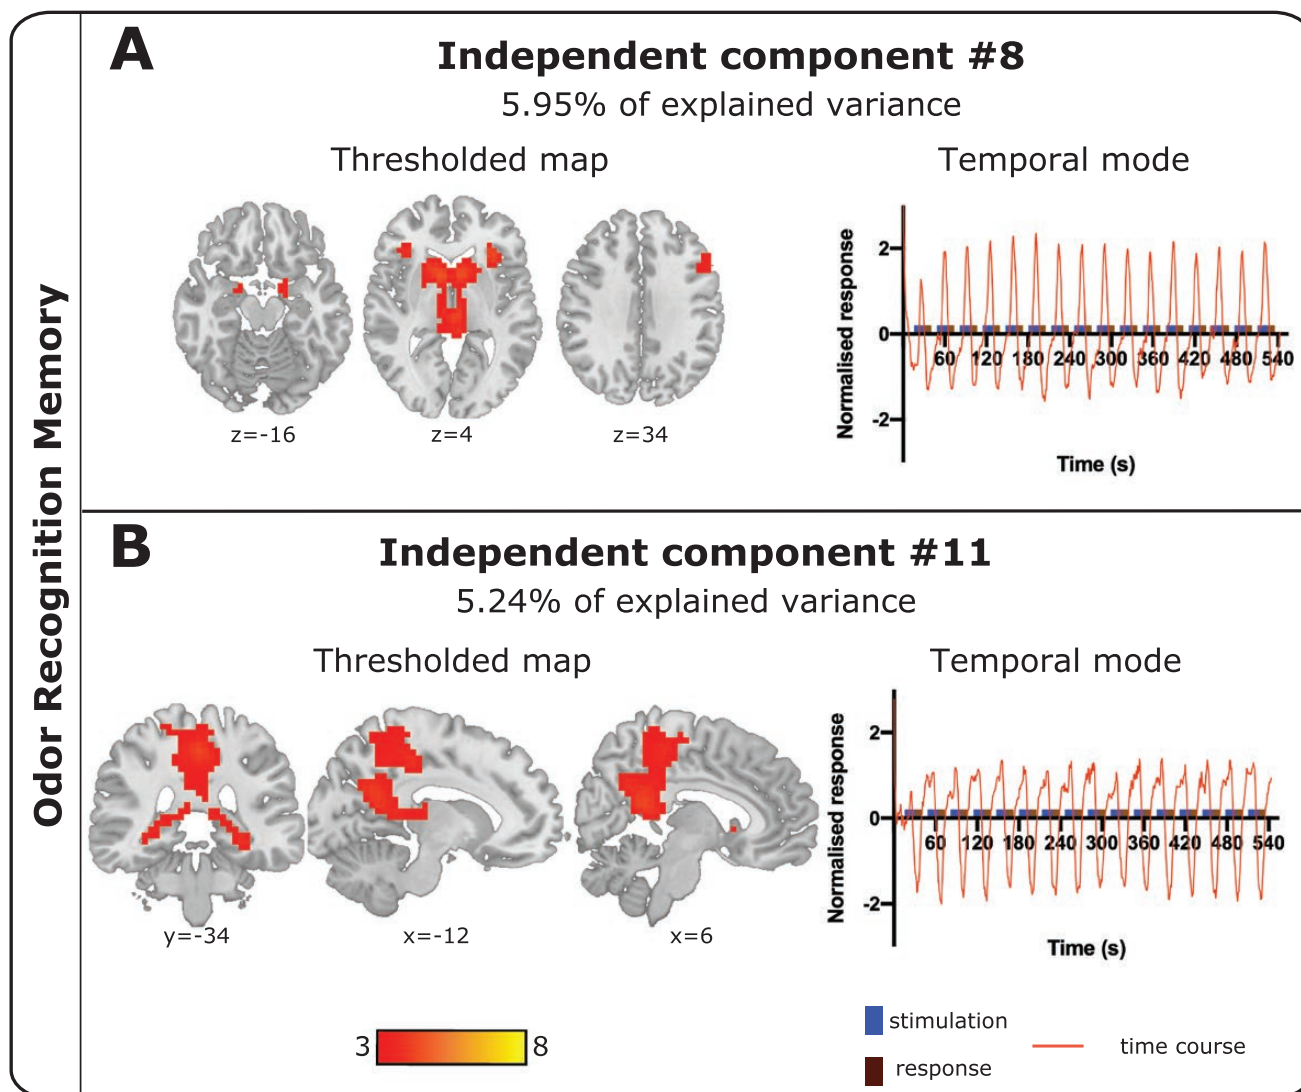 Odor Recognition Memory
A
Independent component #8
5.95% of explained variance
Thresholded map
Temporal mode
z=-16
z=4
z=34
Normalised response
2
0
-2
60 120 180 240 300 360 420 480 540
Time (s)
B
Independent component #11
5.24% of explained variance
Thresholded map
Temporal mode
y=-34
x=-12
x=6
Normalised response
2
0
-2
60 120 180 240 300 360 420 480 540
Time (s)
3
8
stimulation
response
time course